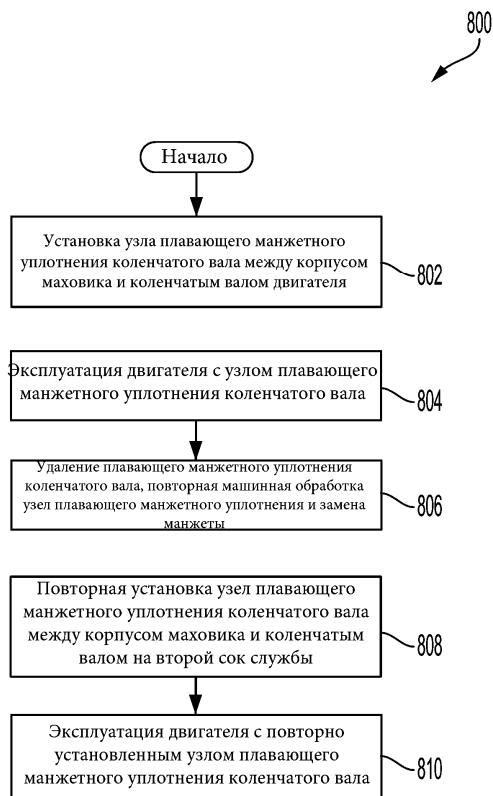 800
Начало
Установка узла плавающего манжетного
уплотнения коленчатого вала между корпусом
маховика и коленчатым валом двигателя
802
Эксплуатация двигателя с узлом плавающего
манжетного уплотнения коленчатого вала
804
Удаление плавающего манжетного уплотнения
коленчатого вала, повторная машинная обработка
узел плавающего манжетного уплотнения и замена
манжеты
806
Повторная установка узел плавающего
манжетного уплотнения коленчатого вала
между корпусом маховика и коленчатым
валом на второй сок службы
808
Эксплуатация двигателя с повторно
установленным узлом плавающего
манжетного уплотнения коленчатого вала
810